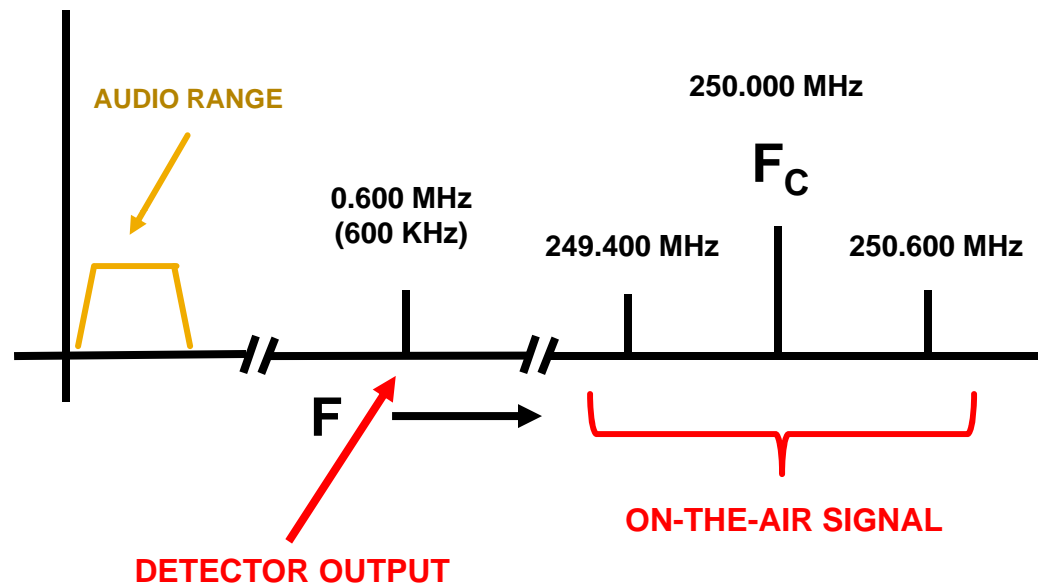 250.000 MHz
AUDIO RANGE
F_C
0.600 MHz
(600 KHz)
249.400 MHz
250.600 MHz
F
ON-THE-AIR SIGNAL
DETECTOR OUTPUT